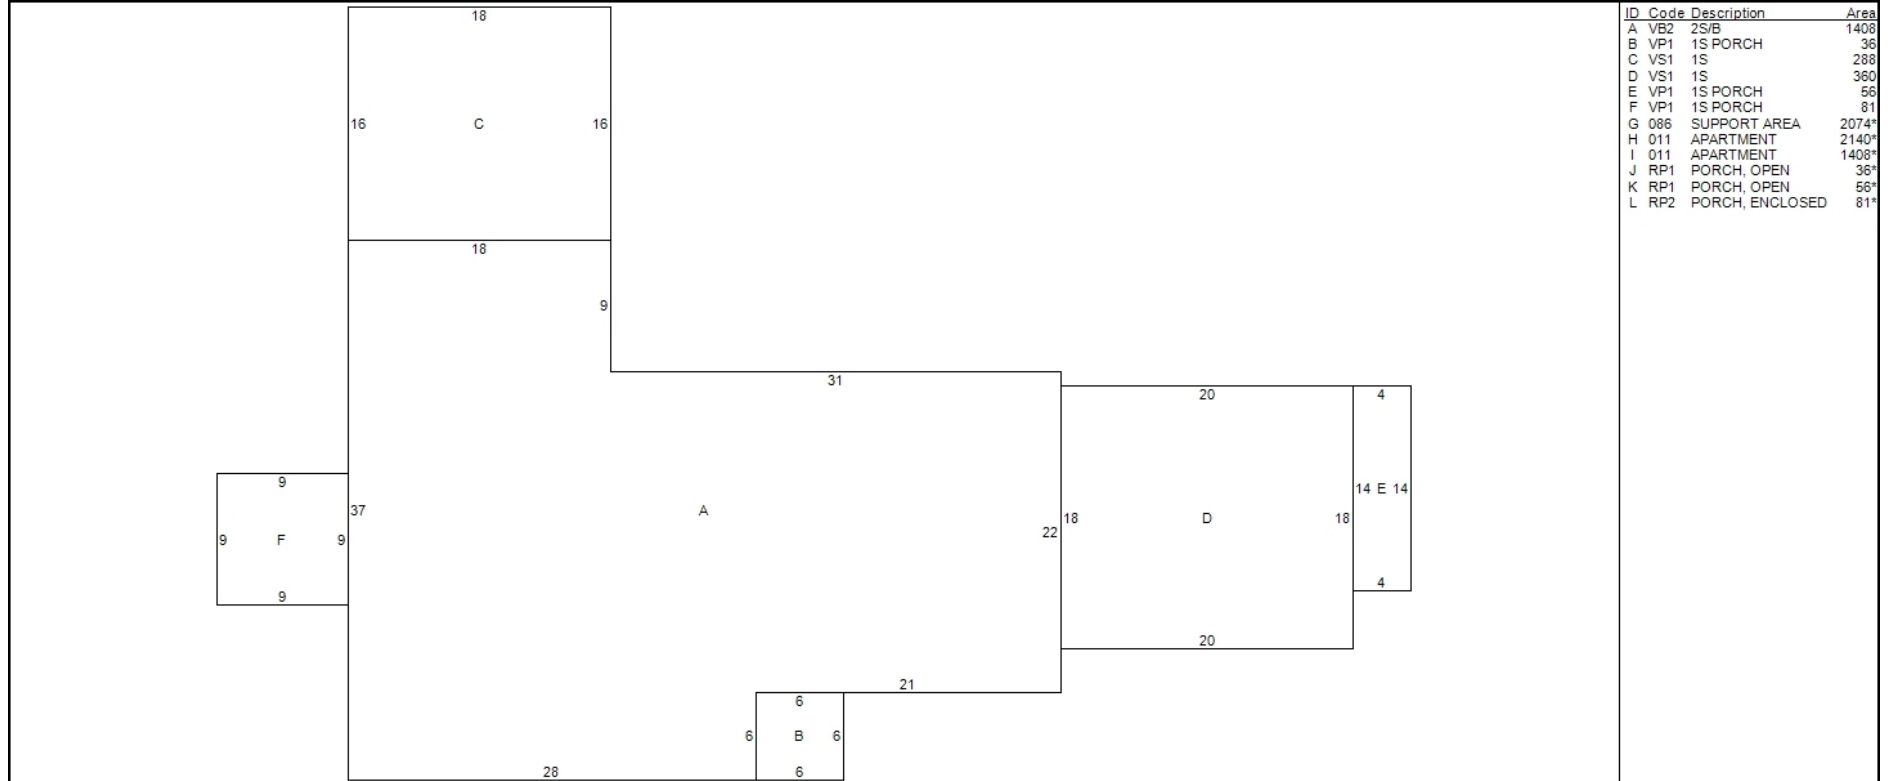 18
16 C 16
18
9
31
20 4
9
37 A 14 E 14
18 D 18
22
9 F 9
4
9
20
21
6
6 B 6
28 6
ID Code Description Area
A VB2 2S/B 1408
B VP1 1S PORCH 36
C VS1 1S 288
D VS1 1S 360
E VP1 1S PORCH 56
F VP1 1S PORCH 81
G 086 SUPPORT AREA 2074*
H 011 APARTMENT 2140*
I 011 APARTMENT 1408*
J RP1 PORCH, OPEN 36*
K RP1 PORCH, OPEN 56*
L RP2 PORCH, ENCLOSED 81*